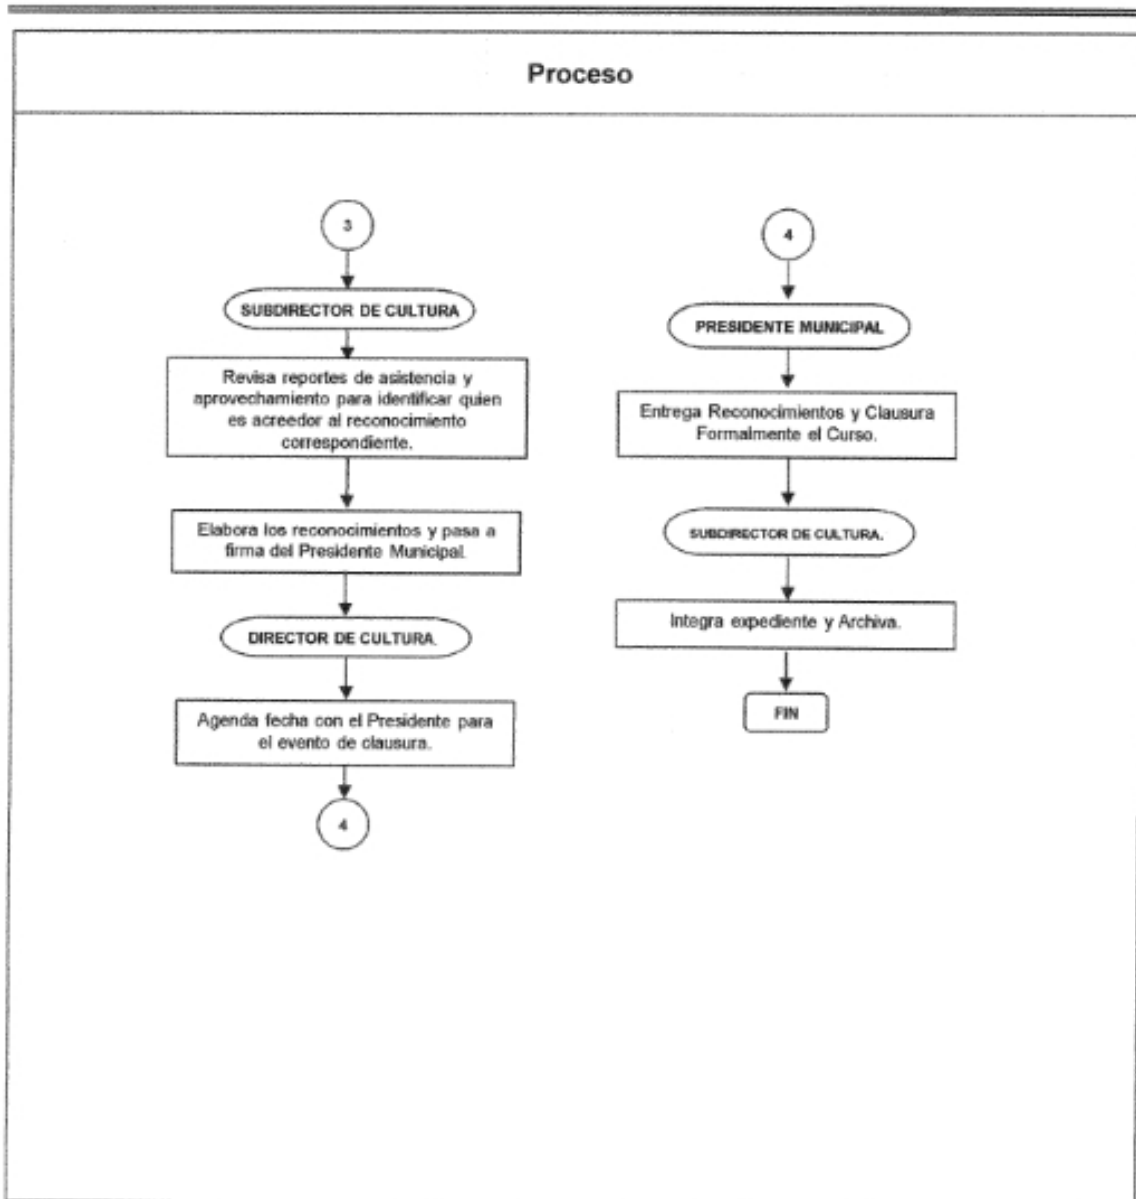 Proceso
3
SUBDIRECTOR DE CULTURA
Revisa reportes de asistencia y
aprovechamiento para identificar quien
es acreedor al reconocimiento
correspondiente.
Elabora los reconocimientos y pasa a
firma del Presidente Municipal.
DIRECTOR DE CULTURA.
Agenda fecha con el Presidente para
el evento de clausura.
4
4
PRESIDENTE MUNICIPAL
Entrega Reconocimientos y Clausura
Formalmente el Curso.
SUBDIRECTOR DE CULTURA.
Integra expediente y Archiva.
FIN